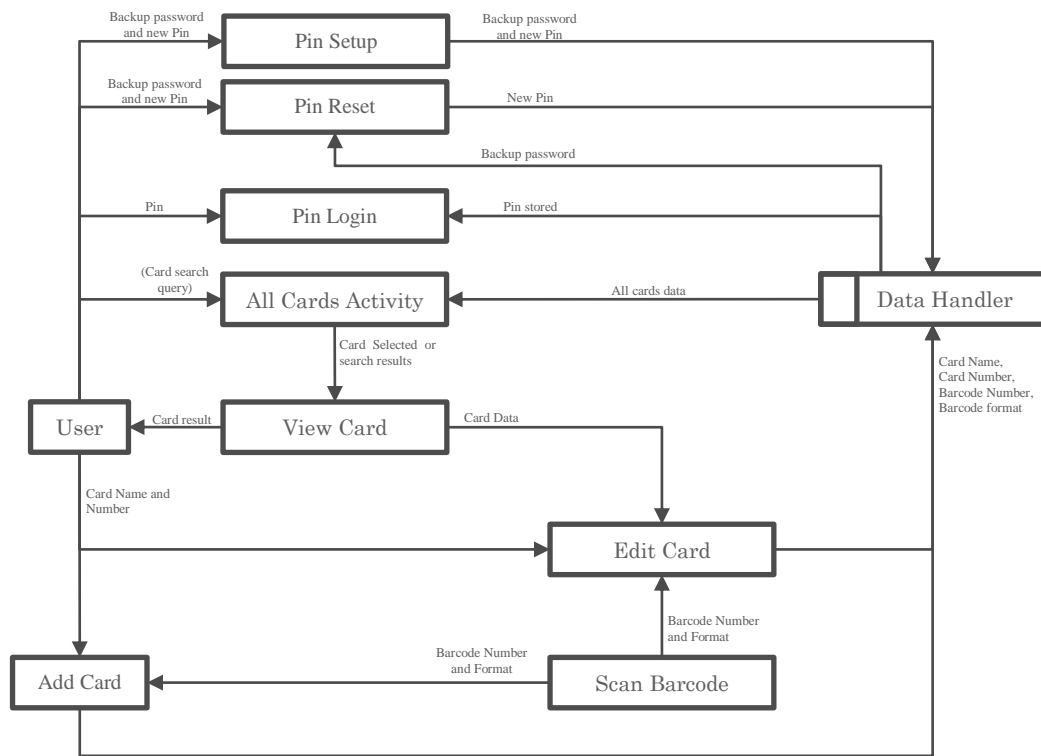 Backup password
and new Pin
Pin Setup
Backup password
and new Pin
Backup password
and new Pin
Pin Reset
New Pin
Backup password
Pin
Pin Login
Pin stored
(Card search
query)
All Cards Activity
All cards data
Data Handler
Card Selected or
search results
Card Name,
Card Number,
Barcode Number,
Barcode format
User
Card result
View Card
Card Data
Card Name and
Number
Edit Card
Barcode Number
and Format
Barcode Number
and Format
Add Card
Scan Barcode